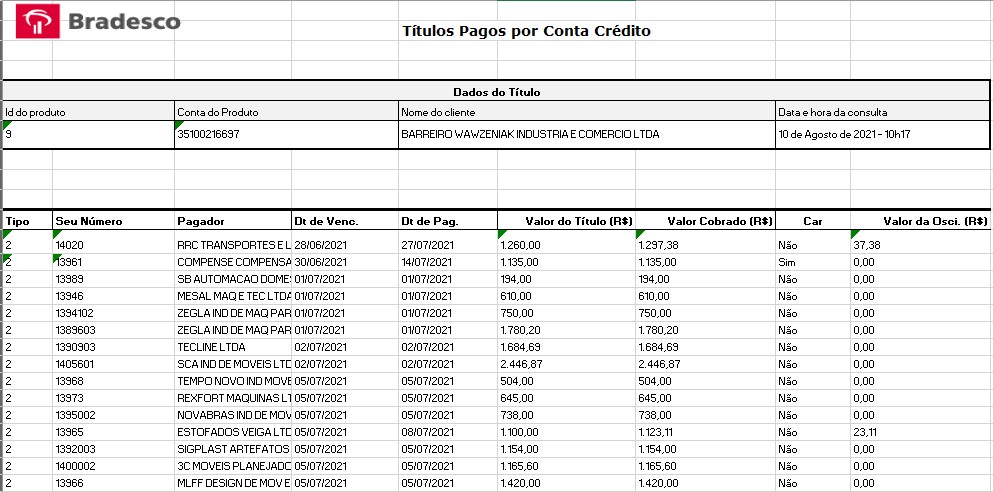 Bradesco
Títulos Pagos por Conta Crédito
Dados do Título
Id do produto Conta do Produto Nome do cliente Data e hora da consulta
9 35100216697 BARREIRO WAWZENIAK INDUSTRIA E COMERCIO LTDA 10 de Agosto de 2021 - 10h17
Tipo Seu Número Pagador Dt de Venc. Dt de Pag. Valor do Título (R$) Valor Cobrado (R$) Car Valor da Osci. (R$)
2 14020 RRC TRANSPORTES E L 28/06/2021 27/07/2021 1.260,00 1.297,38 Não 37,38
2 13961 COMPENSE COMPENSA 30/06/2021 14/07/2021 1.135,00 1.135,00 Sim 0,00
2 13989 SB AUTOMACAO DOMES 01/07/2021 01/07/2021 194,00 194,00 Não 0,00
2 13946 MESAL MAQ E TEC LTDA 01/07/2021 01/07/2021 610,00 610,00 Não 0,00
2 1394102 ZEGLA IND DE MAQ PAR 01/07/2021 01/07/2021 750,00 750,00 Não 0,00
2 1389603 ZEGLA IND DE MAQ PAR 01/07/2021 01/07/2021 1.780,20 1.780,20 Não 0,00
2 1390903 TECLINE LTDA 02/07/2021 02/07/2021 1.684,69 1.684,69 Não 0,00
2 1405601 SCA IND DE MOVEIS LTD 02/07/2021 02/07/2021 2.446,87 2.446,87 Não 0,00
2 13968 TEMPO NOVO IND MOVE 05/07/2021 05/07/2021 504,00 504,00 Não 0,00
2 13973 REXFORT MAQUINAS LT 05/07/2021 05/07/2021 645,00 645,00 Não 0,00
2 1395002 NOVABRAS IND DE MOV 05/07/2021 05/07/2021 738,00 738,00 Não 0,00
2 13965 ESTOFADOS VEIGA LTD 05/07/2021 08/07/2021 1.100,00 1.123,11 Não 23,11
2 1392003 SIGPLAST ARTEFATOS 05/07/2021 05/07/2021 1.154,00 1.154,00 Não 0,00
2 1400002 3C MOVEIS PLANEJADO 05/07/2021 05/07/2021 1.165,60 1.165,60 Não 0,00
2 13966 MLFF DESIGN DE MOV E 05/07/2021 05/07/2021 1.420,00 1.420,00 Não 0,00